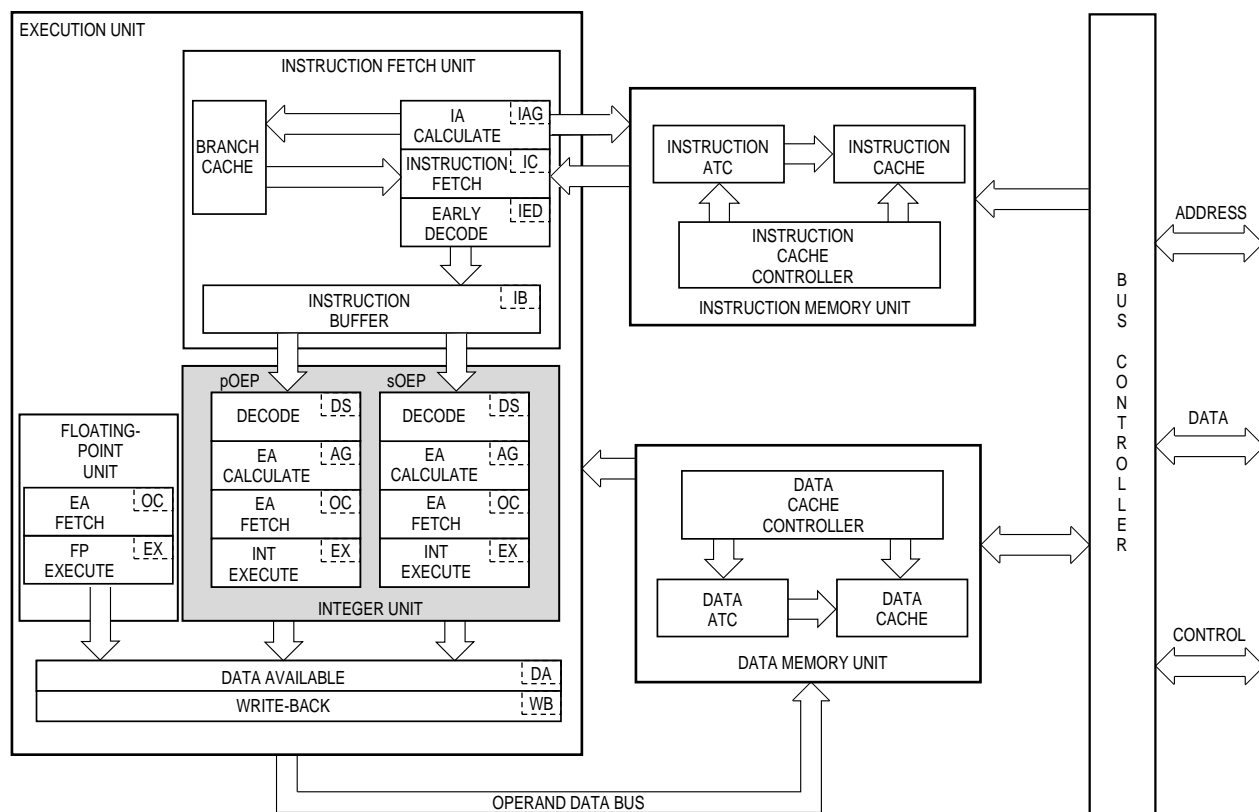 EXECUTION UNIT
INSTRUCTION FETCH UNIT
BRANCH
CACHE
IA
CALCULATE
IAG
INSTRUCTION
FETCH
IC
EARLY
DECODE
IED
INSTRUCTION
BUFFER
IB
pOEP
DECODE
DS
EA
CALCULATE
AG
EA
FETCH
OC
INT
EXECUTE
EX
sOEP
DECODE
DS
EA
CALCULATE
AG
EA
FETCH
OC
INT
EXECUTE
EX
INTEGER UNIT
FLOATING-
POINT
UNIT
EA
FETCH
OC
FP
EXECUTE
EX
DATA AVAILABLE
DA
WRITE-BACK
WB
INSTRUCTION
ATC
INSTRUCTION
CACHE
INSTRUCTION
CACHE
CONTROLLER
INSTRUCTION MEMORY UNIT
DATA
CACHE
CONTROLLER
DATA
ATC
DATA
CACHE
DATA MEMORY UNIT
OPERAND DATA BUS
BUS CONTROLLER
ADDRESS
DATA
CONTROL